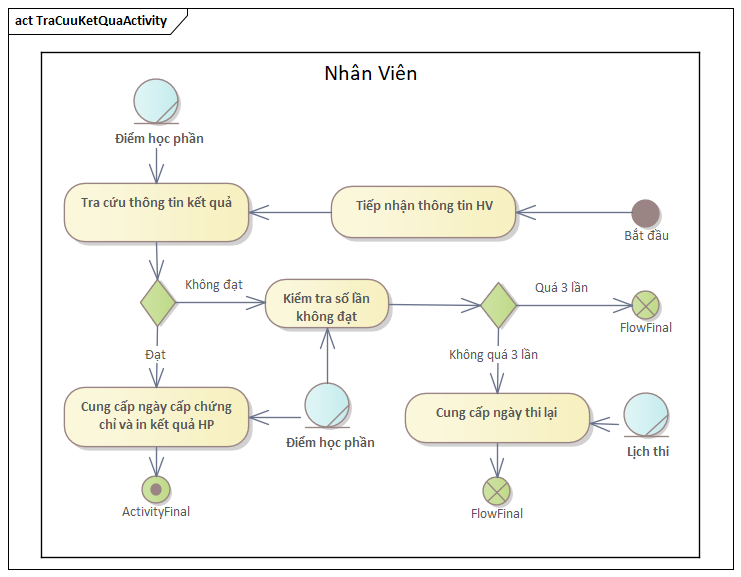 act TraCuuKetQuaActivity
Nhân Viên
Điểm học phần
Tra cứu thông tin kết quả
Tiếp nhận thông tin HV
Bắt đầu
Không đạt
Kiểm tra số lần
không đạt
Quá 3 lần
FlowFinal
Đạt
Không quá 3 lần
Cung cấp ngày cấp chứng
chỉ và in kết quả HP
Điểm học phần
Cung cấp ngày thi lại
Lịch thi
ActivityFinal
FlowFinal